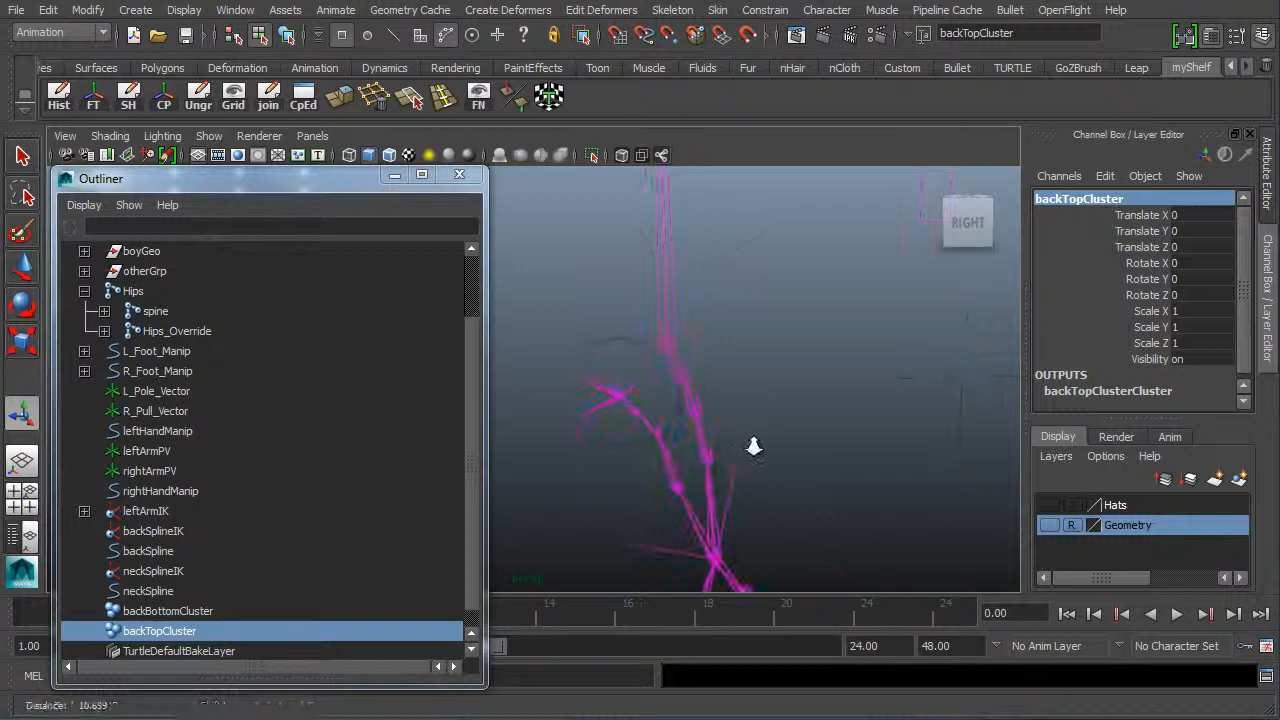 File Edit Modify Create Display Window Assets Animate Geometry Cache Create Deformers Edit Deformers Skeleton Skin Constrain Character Muscle Pipeline Cache Bullet OpenFlight Help
Animation backTopCluster
es Surfaces Polygons Deformation Animation Dynamics Rendering PaintEffects Toon Muscle Fluids Fur nHair nCloth Custom Bullet TURTLE GoZBrush Leap myShelf
Hist FT SH CP Ungr Grid join CpEd FN
View Shading Lighting Show Renderer Panels
Channel Box / Layer Editor
Outliner
Display Show Help
Channels Edit Object Show
backTopCluster
Translate X 0
Translate Y 0
Translate Z 0
Rotate X 0
Rotate Y 0
Rotate Z 0
Scale X 1
Scale Y 1
Scale Z 1
Visibility on
OUTPUTS
backTopClusterCluster
Attribute Editor
Channel Box / Layer Editor
RIGHT
boyGeo
otherGrp
Hips
spine
Hips_Override
L_Foot_Manip
R_Foot_Manip
L_Pole_Vector
R_Pull_Vector
leftHandManip
leftArmPV
rightArmPV
rightHandManip
leftArmIK
backSplineIK
backSpline
neckSplineIK
neckSpline
backBottomCluster
backTopCluster
TurtleDefaultBakeLayer
Display Render Anim
Layers Options Help
Hats
R Geometry
persp
14 16 18 20 22 24 0.00
1.00 24.00 48.00 No Anim Layer No Character Set
MEL
Distance: